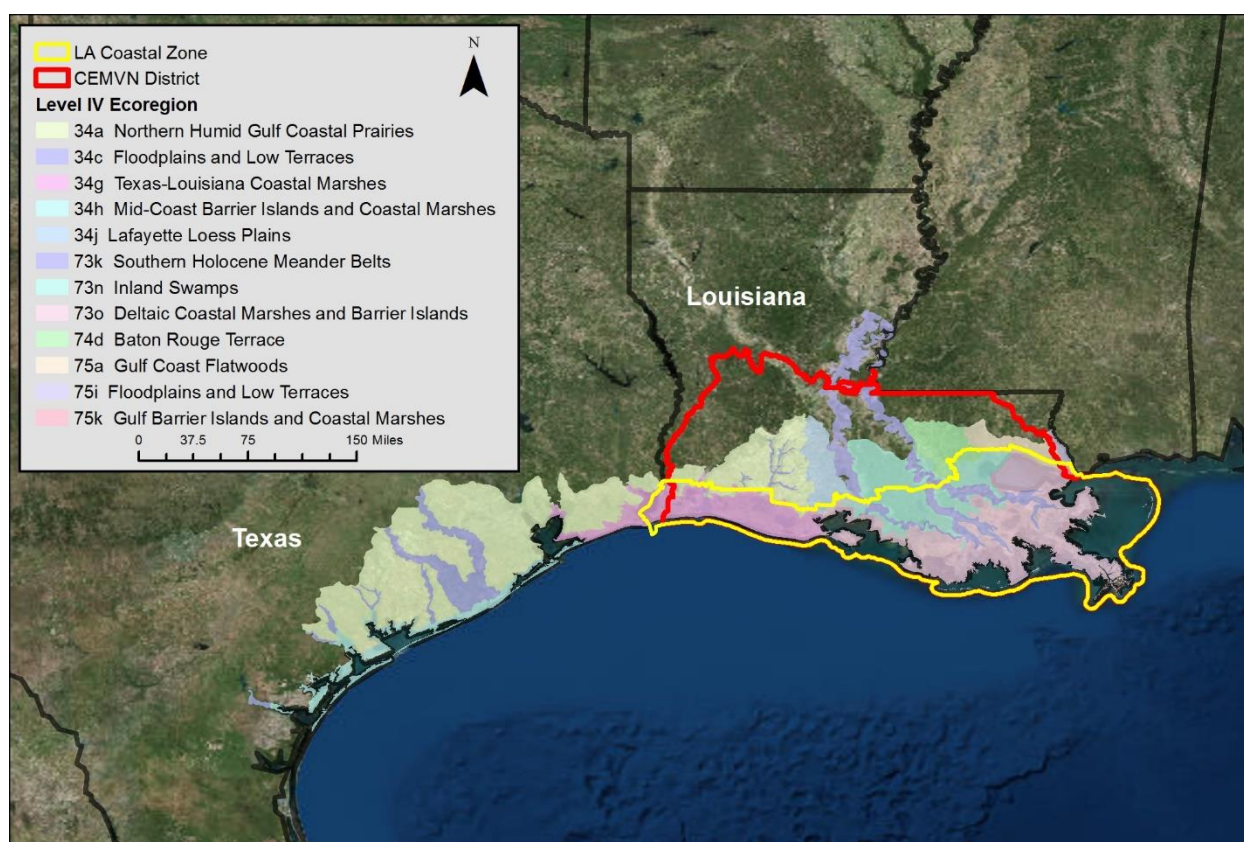 LA Coastal Zone
CEMVN District
Level IV Ecoregion
34a Northern Humid Gulf Coastal Prairies
34c Floodplains and Low Terraces
34g Texas-Louisiana Coastal Marshes
34h Mid-Coast Barrier Islands and Coastal Marshes
34j Lafayette Loess Plains
73k Southern Holocene Meander Belts
73n Inland Swamps
73o Deltaic Coastal Marshes and Barrier Islands
74d Baton Rouge Terrace
75a Gulf Coast Flatwoods
75i Floodplains and Low Terraces
75k Gulf Barrier Islands and Coastal Marshes
0 37.5 75 150 Miles
N
Louisiana
Texas